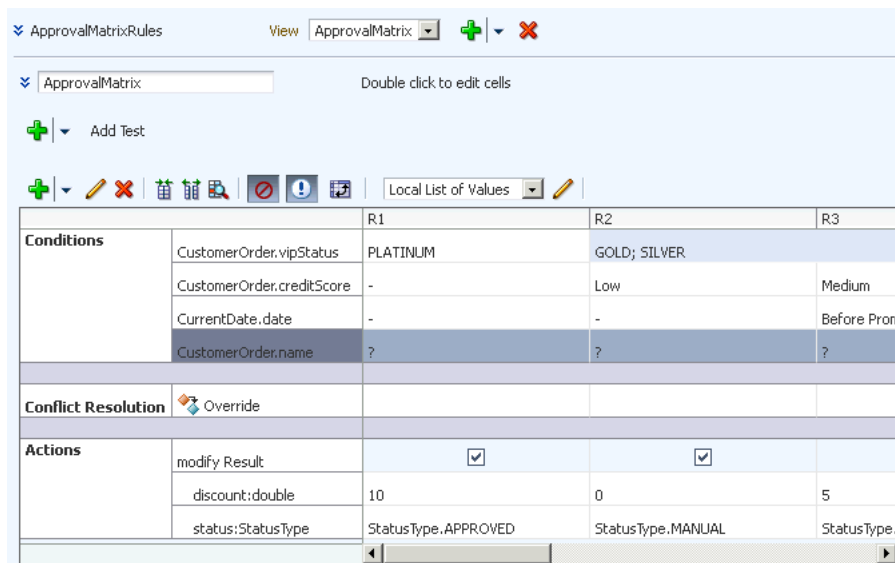 ApprovalMatrixRules View ApprovalMatrix
ApprovalMatrix Double click to edit cells
Add Test
Local List of Values
R1 R2 R3
Conditions
CustomerOrder.vipStatus PLATINUM GOLD; SILVER
CustomerOrder.creditScore - Low Medium
CurrentDate.date - - Before Pron
CustomerOrder.name ? ? ?
Conflict Resolution Override
Actions
modify Result
discount:double 10 0 5
status:StatusType StatusType.APPROVED StatusType.MANUAL StatusType.